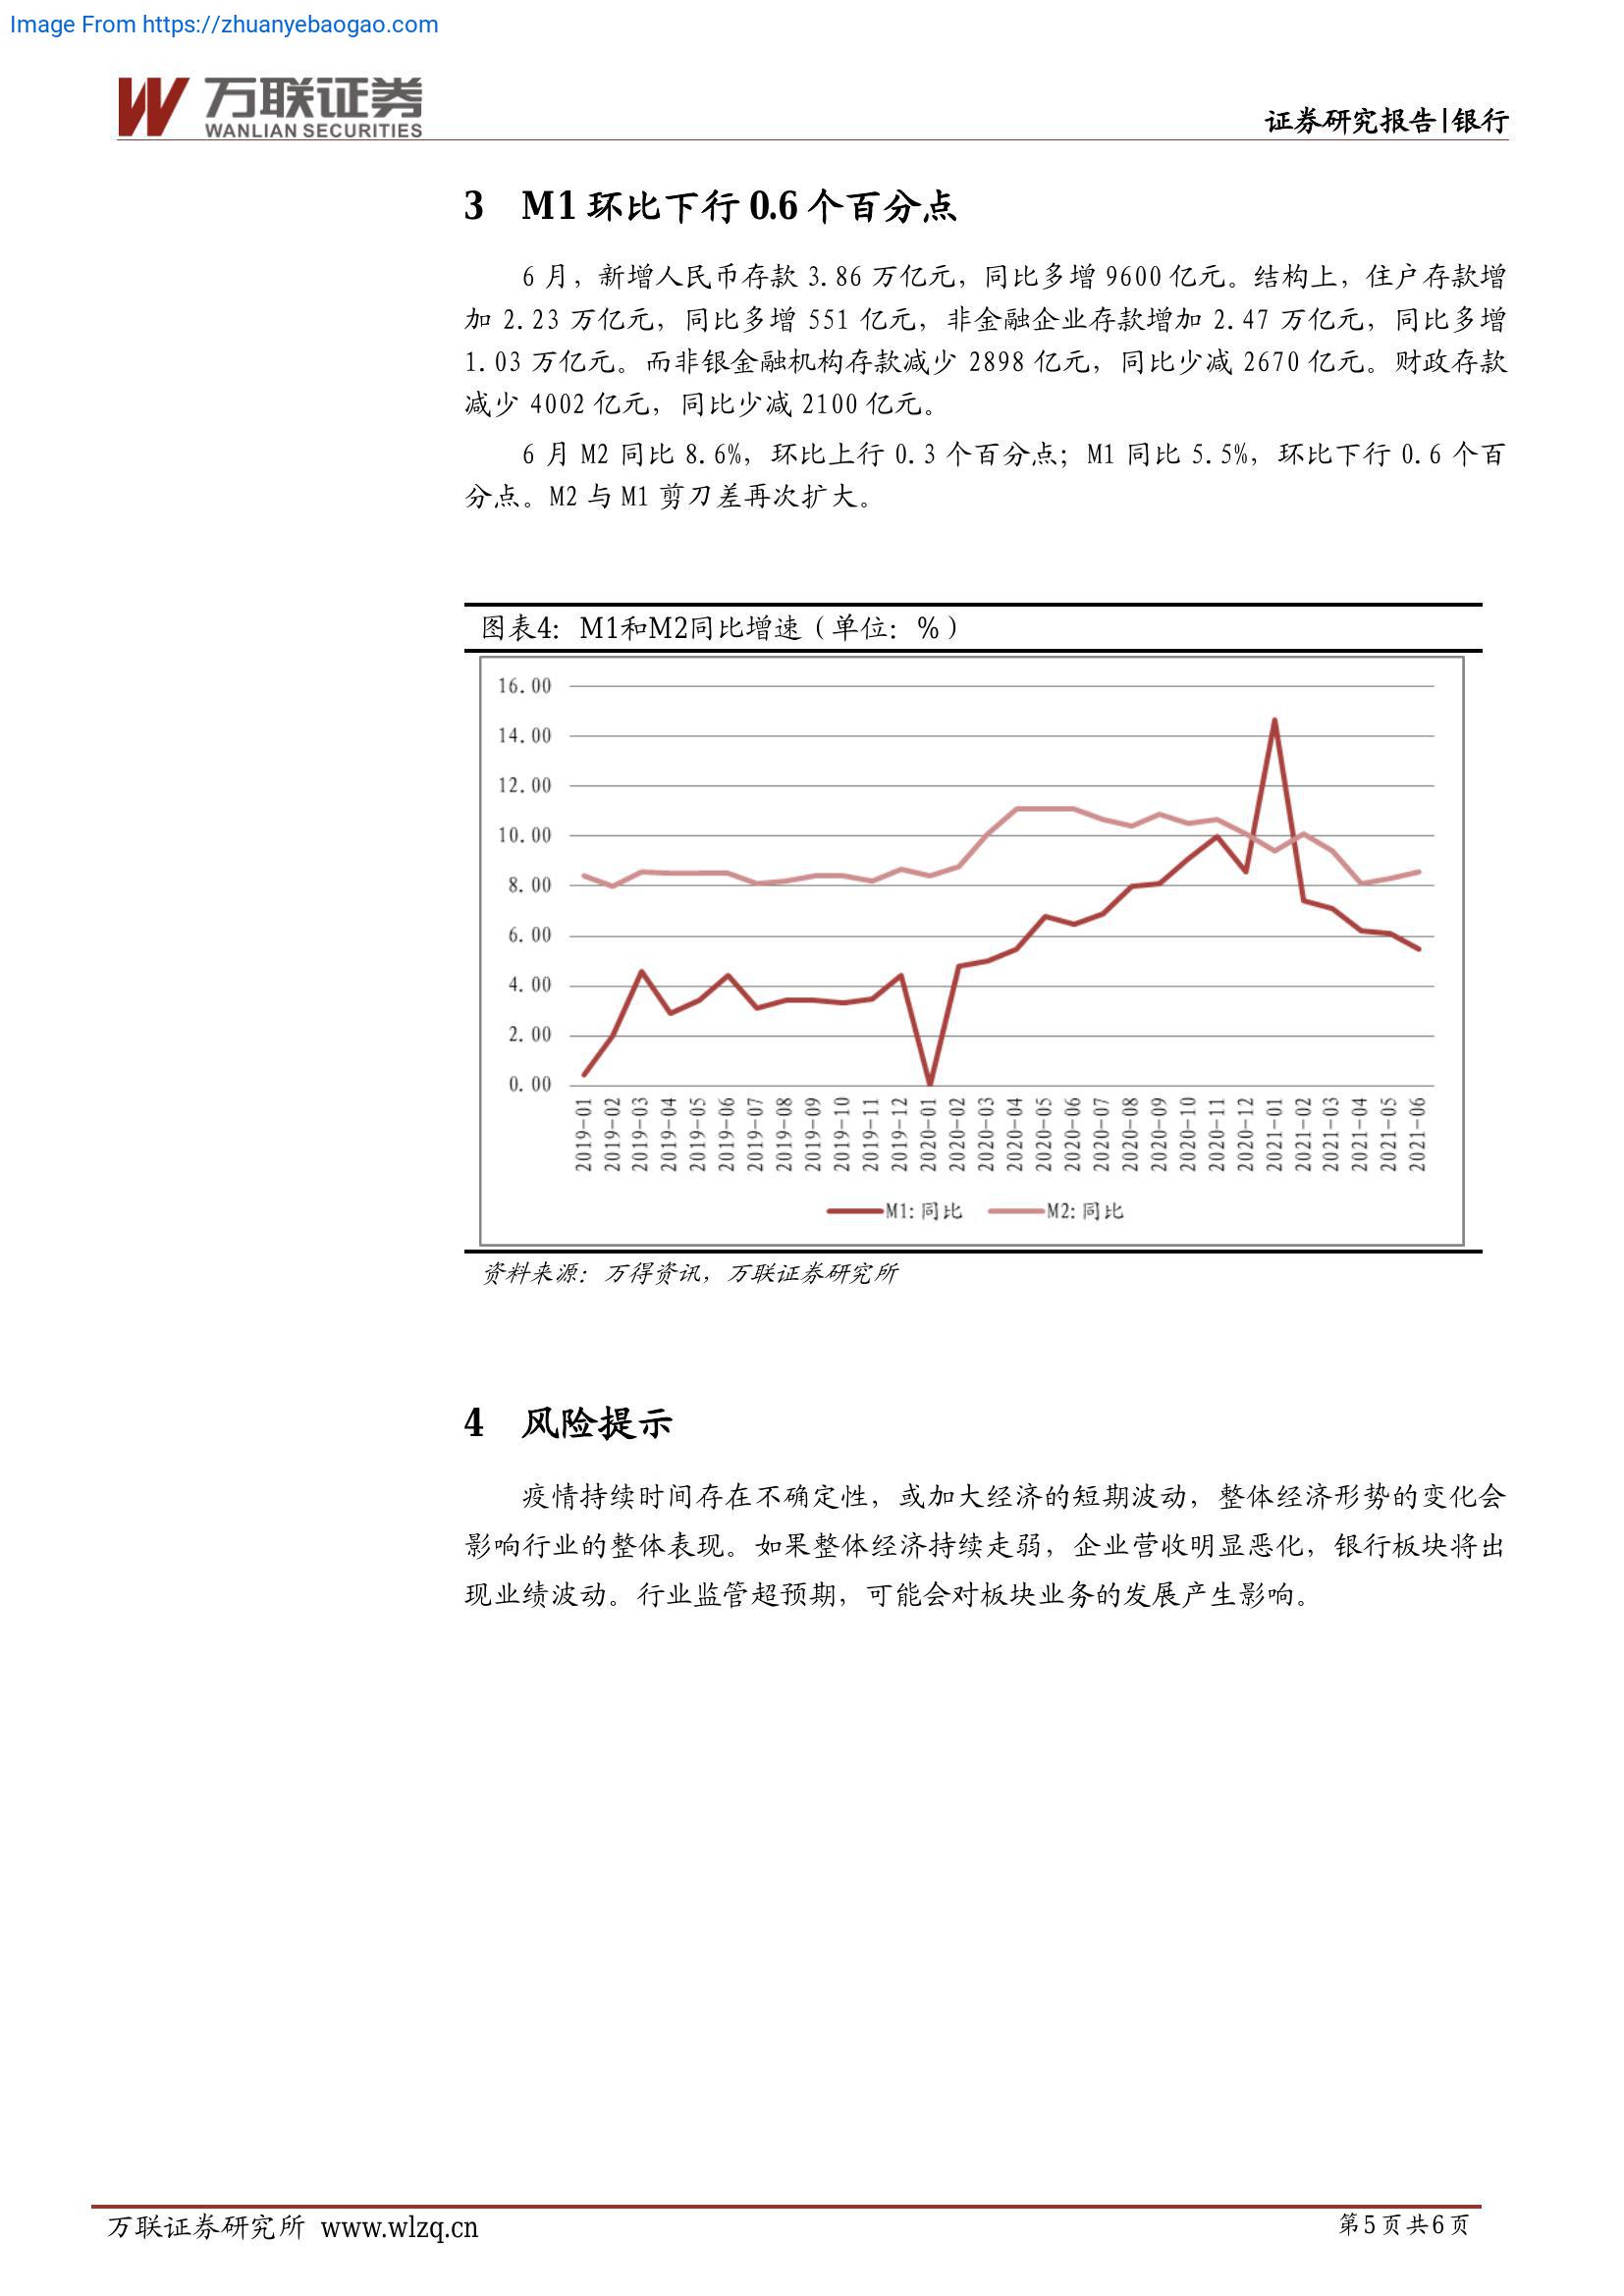 Image From https://zhuanyebaogao.com
万联证券
WANLIAN SECURITIES
证券研究报告|银行
3 M1 环比下行 0.6 个百分点
6 月，新增人民币存款 3.86 万亿元，同比多增 9600 亿元。结构上，住户存款增
加 2.23 万亿元，同比多增 551 亿元，非金融企业存款增加 2.47 万亿元，同比多增
1.03 万亿元。而非银金融机构存款减少 2898 亿元，同比少减 2670 亿元。财政存款
减少 4002 亿元，同比少减 2100 亿元。
6 月 M2 同比 8.6%，环比上行 0.3 个百分点；M1 同比 5.5%，环比下行 0.6 个百
分点。M2 与 M1 剪刀差再次扩大。
图表4：M1和M2同比增速（单位：%）
16.00
14.00
12.00
10.00
8.00
6.00
4.00
2.00
0.00
2019-01
2019-02
2019-03
2019-04
2019-05
2019-06
2019-07
2019-08
2019-09
2019-10
2019-11
2019-12
2020-01
2020-02
2020-03
2020-04
2020-05
2020-06
2020-07
2020-08
2020-09
2020-10
2020-11
2020-12
2021-01
2021-02
2021-03
2021-04
2021-05
2021-06
M1:同比 M2:同比
资料来源：万得资讯，万联证券研究所
4 风险提示
疫情持续时间存在不确定性，或加大经济的短期波动，整体经济形势的变化会
影响行业的整体表现。如果整体经济持续走弱，企业营收明显恶化，银行板块将出
现业绩波动。行业监管超预期，可能会对板块业务的发展产生影响。
万联证券研究所 www.wlzq.cn
第 5 页 共 6 页